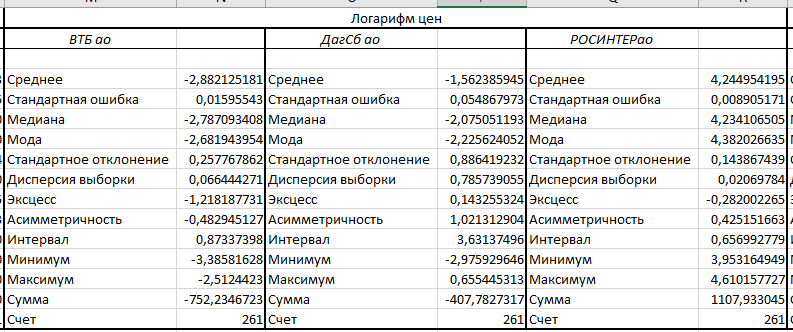 Логарифм цен
ВТБ ао ДагСб ао РОСИНТЕРао
Среднее -2,882125181 Среднее -1,562385945 Среднее 4,244954195
Стандартная ошибка 0,01595543 Стандартная ошибка 0,054867973 Стандартная ошибка 0,008905171
Медиана -2,787093408 Медиана -2,075051193 Медиана 4,234106505
Мода -2,681943954 Мода -2,225624052 Мода 4,382026635
Стандартное отклонение 0,257767862 Стандартное отклонение 0,886419232 Стандартное отклонение 0,143867439
Дисперсия выборки 0,066444271 Дисперсия выборки 0,785739055 Дисперсия выборки 0,02069784
Эксцесс -1,218187731 Эксцесс 0,143255324 Эксцесс -0,282002265
Асимметричность -0,482945127 Асимметричность 1,021312904 Асимметричность 0,425151663
Интервал 0,87337398 Интервал 3,63137496 Интервал 0,656992779
Минимум -3,38581628 Минимум -2,975929646 Минимум 3,953164949
Максимум -2,5124423 Максимум 0,655445313 Максимум 4,610157727
Сумма -752,2346723 Сумма -407,7827317 Сумма 1107,933045
Счет 261 Счет 261 Счет 261